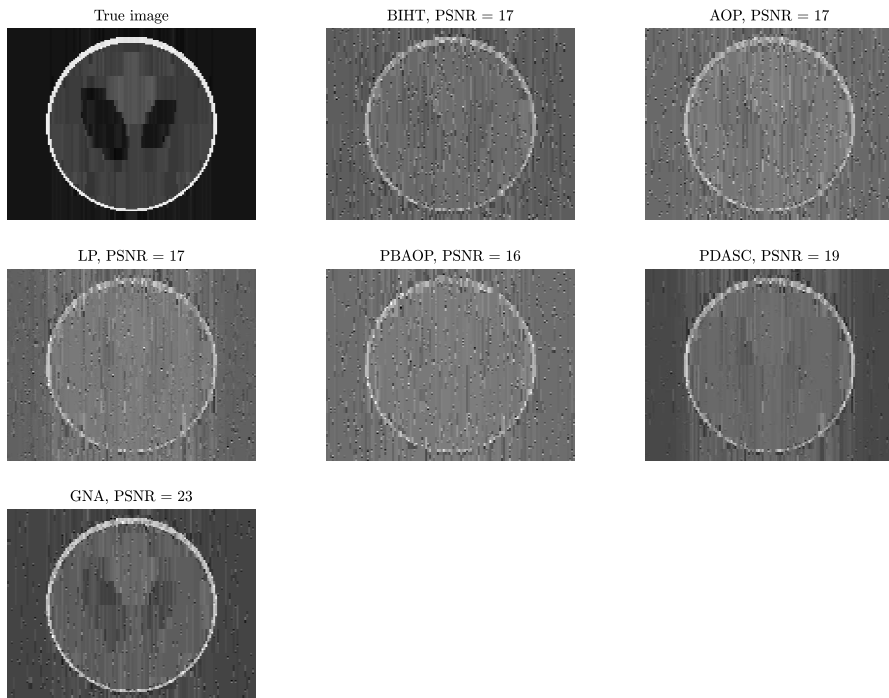 True image
BIHT, PSNR = 17
AOP, PSNR = 17
LP, PSNR = 17
PBAOP, PSNR = 16
PDASC, PSNR = 19
GNA, PSNR = 23